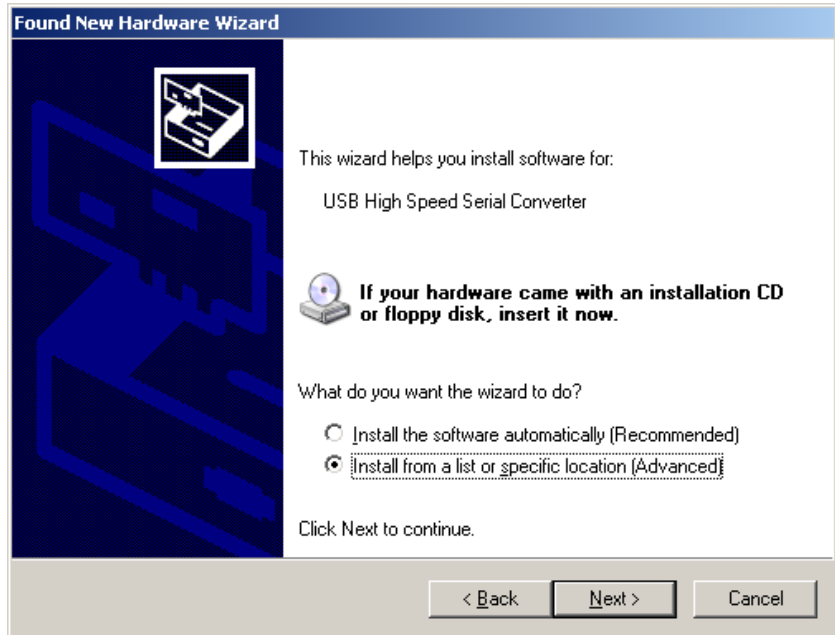 Found New Hardware Wizard
This wizard helps you install software for:
USB High Speed Serial Converter
If your hardware came with an installation CD
or floppy disk, insert it now.
What do you want the wizard to do?
Install the software automatically (Recommended)
Install from a list or specific location (Advanced)
Click Next to continue.
< Back Next > Cancel